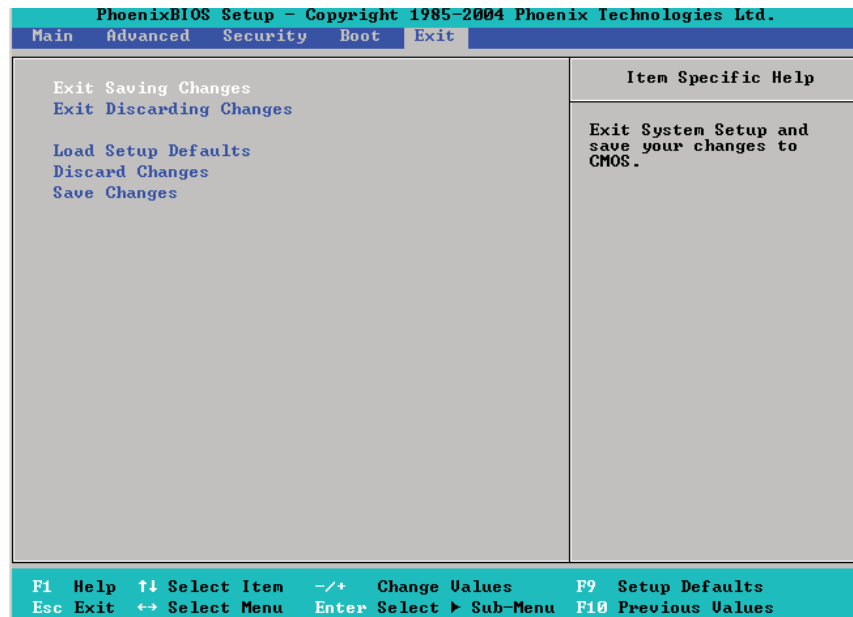 PhoenixBIOS Setup - Copyright 1985-2004 Phoenix Technologies Ltd.
Main Advanced Security Boot Exit
Exit Saving Changes
Exit Discarding Changes
Load Setup Defaults
Discard Changes
Save Changes
Item Specific Help
Exit System Setup and
save your changes to
CMOS.
F1 Help ↑↓ Select Item -/+ Change Values F9 Setup Defaults
Esc Exit ↔ Select Menu Enter Select ▶ Sub-Menu F10 Previous Values